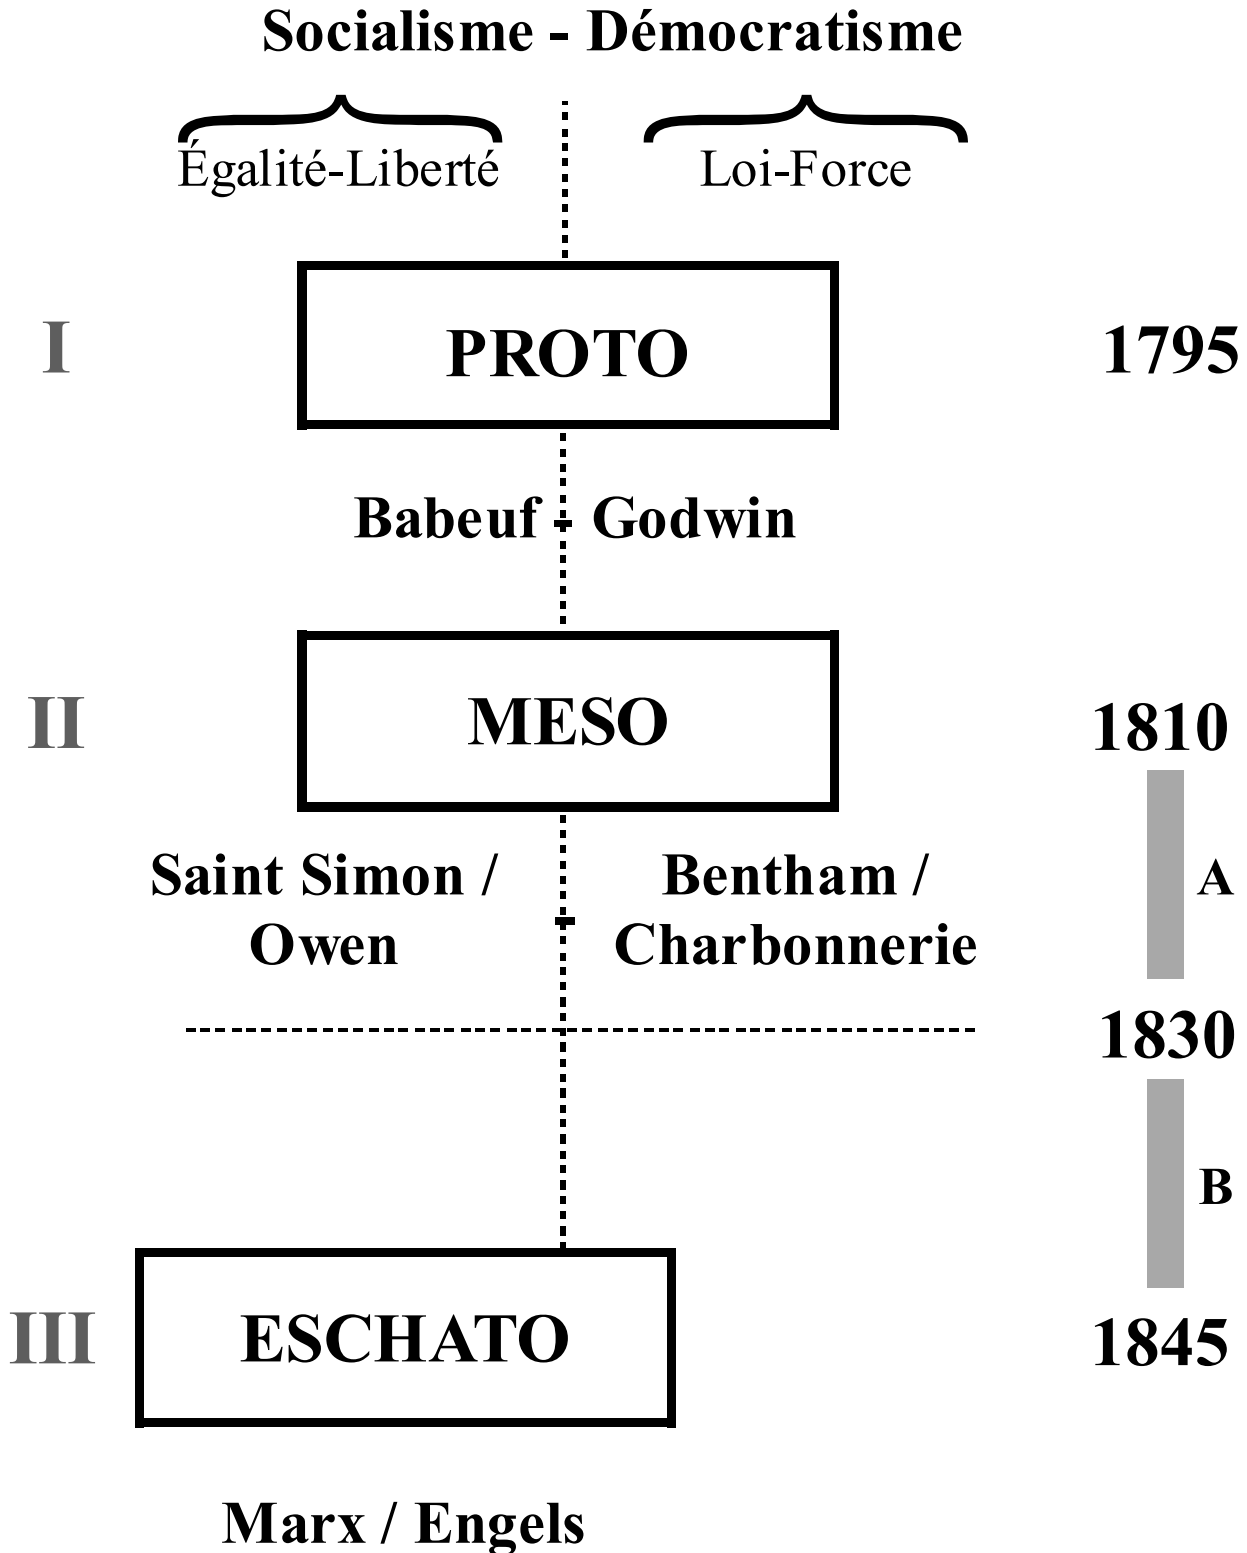 Socialisme - Démocratisme
Égalité-Liberté Loi-Force
I PROTO 1795
Babeuf - Godwin
II MESO 1810
Saint Simon / Bentham / A
Owen - Charbonnerie
1830
B
III ESCHATO 1845
Marx / Engels